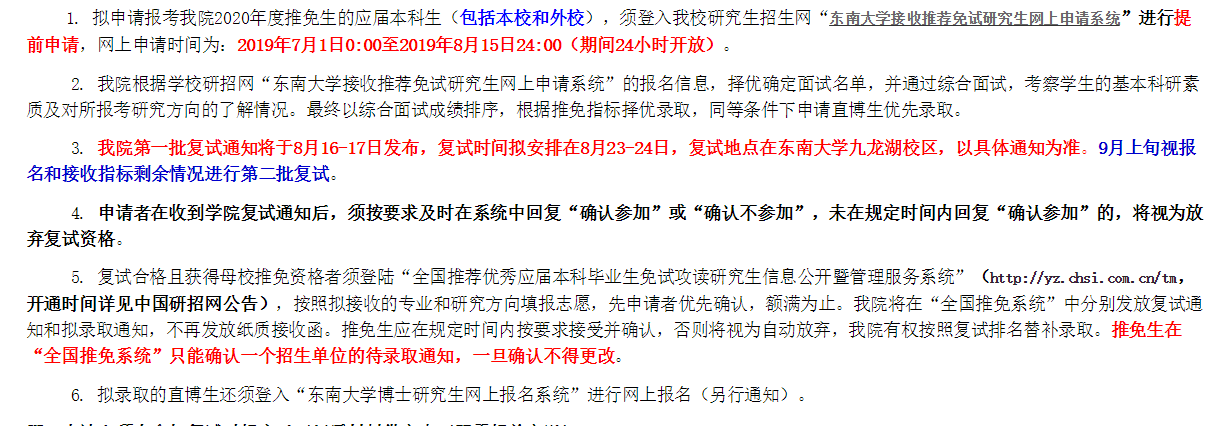 1. 拟申请报考我院2020年度推免生的应届本科生（包括本校和外校），须登入我校研究生招生网“东南大学接收推荐免试研究生网上申请系统”进行提
前申请，网上申请时间为：2019年7月1日0:00至2019年8月15日24:00（期间24小时开放）。
2. 我院根据学校研招网“东南大学接收推荐免试研究生网上申请系统”的报名信息，择优确定面试名单，并通过综合面试，考察学生的基本科研素
质及对所报考研究方向的了解情况。最终以综合面试成绩排序，根据推免指标择优录取，同等条件下申请直博生优先录取。
3. 我院第一批复试通知将于8月16-17日发布，复试时间拟安排在8月23-24日，复试地点在东南大学九龙湖校区，以具体通知为准。9月上旬视报
名和接收指标剩余情况进行第二批复试。
4. 申请者在收到学院复试通知后，须按要求及时在系统中回复“确认参加”或“确认不参加”，未在规定时间内回复“确认参加”的，将视为放
弃复试资格。
5. 复试合格且获得母校推免资格者须登陆“全国推荐优秀应届本科毕业生免试攻读研究生信息公开暨管理服务系统”（http://yz.chsi.com.cn/tm，
开通时间详见中国研招网公告），按照拟接收的专业和研究方向填报志愿，先申请者优先确认，额满为止。我院将在“全国推免系统”中分别发放复试通
知和拟录取通知，不再发放纸质接收函。推免生应在规定时间内按要求接受并确认，否则将视为自动放弃，我院有权按照复试排名替补录取。推免生在
“全国推免系统”只能确认一个招生单位的待录取通知，一旦确认不得更改。
6. 拟录取的直博生还须登入“东南大学博士研究生网上报名系统”进行网上报名（另行通知）。